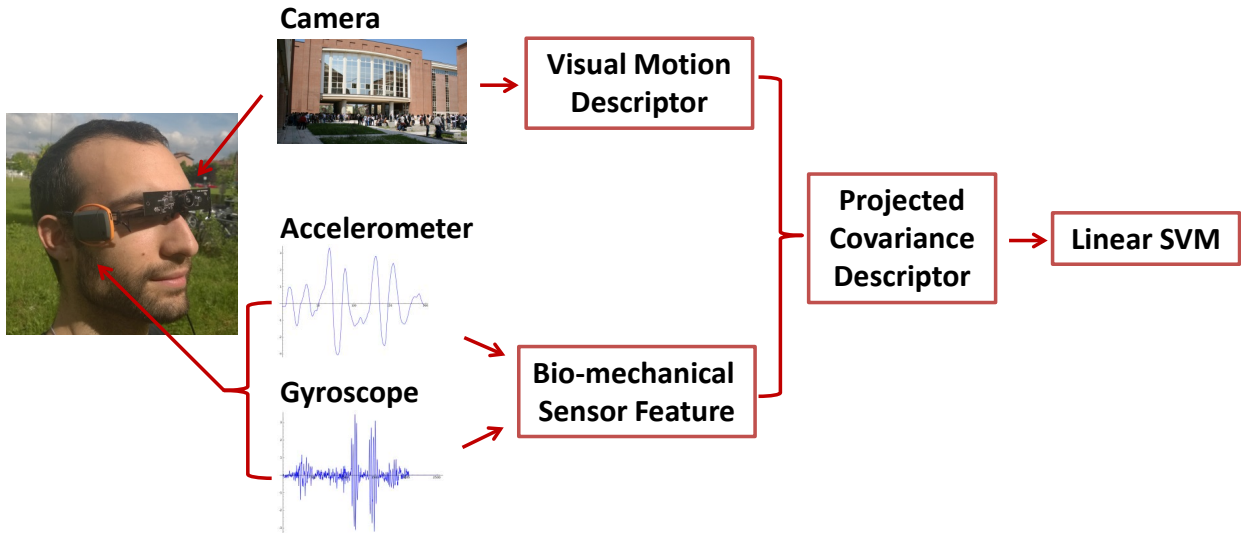 Camera
Visual Motion
Descriptor
Accelerometer
Projected
Covariance
Descriptor
Linear SVM
Gyroscope
Bio-mechanical
Sensor Feature